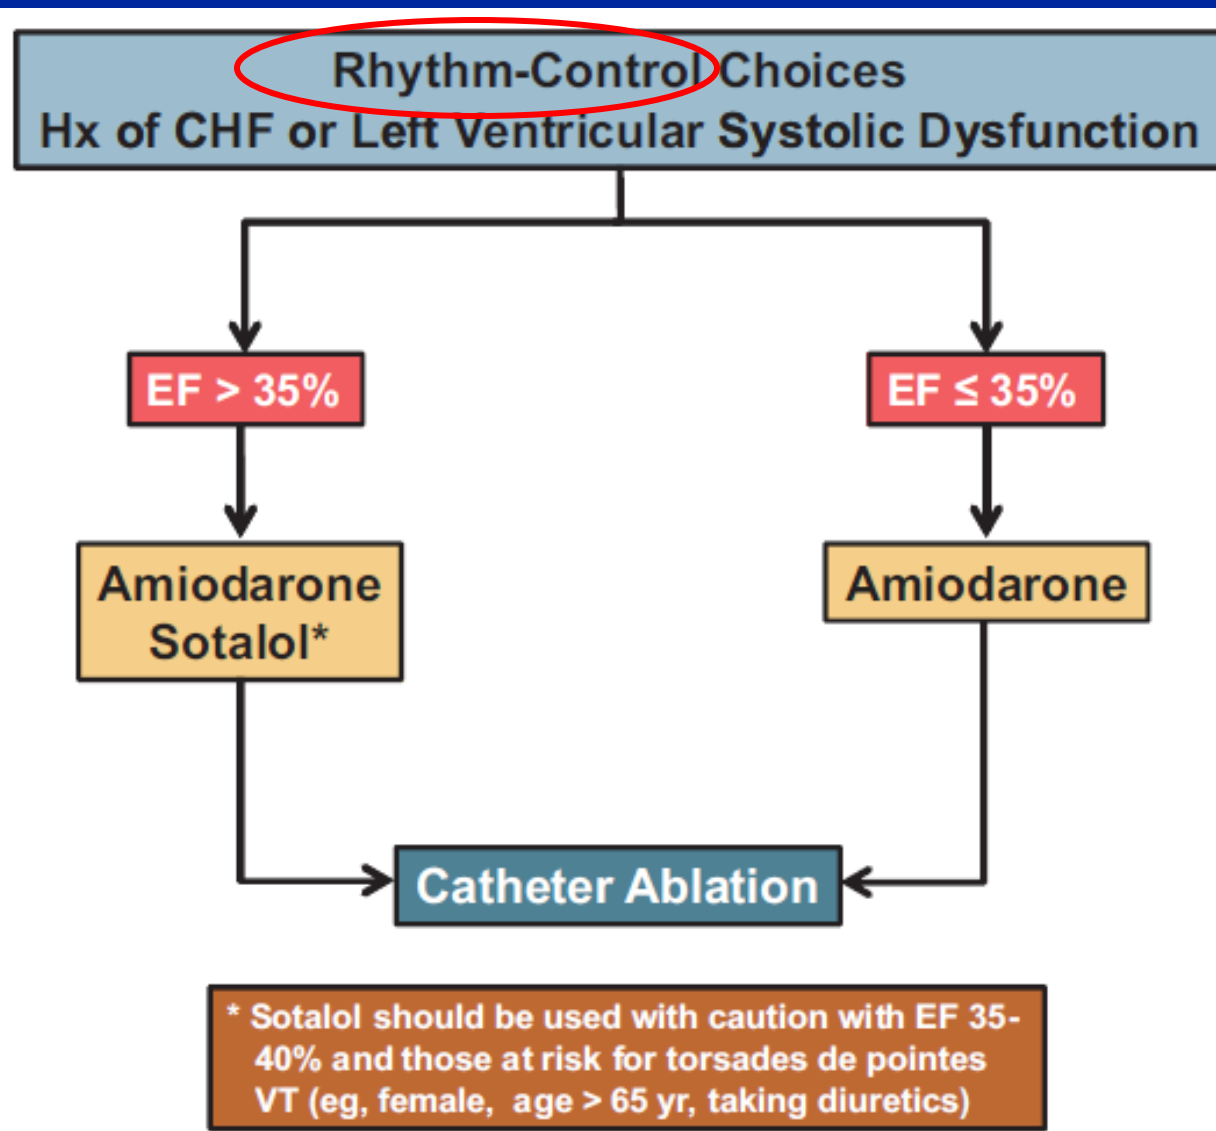 Rhythm-Control Choices
Hx of CHF or Left Ventricular Systolic Dysfunction
EF > 35%
EF ≤ 35%
Amiodarone
Sotalol*
Amiodarone
Catheter Ablation
* Sotalol should be used with caution with EF 35-
40% and those at risk for torsades de pointes
VT (eg, female, age > 65 yr, taking diuretics)